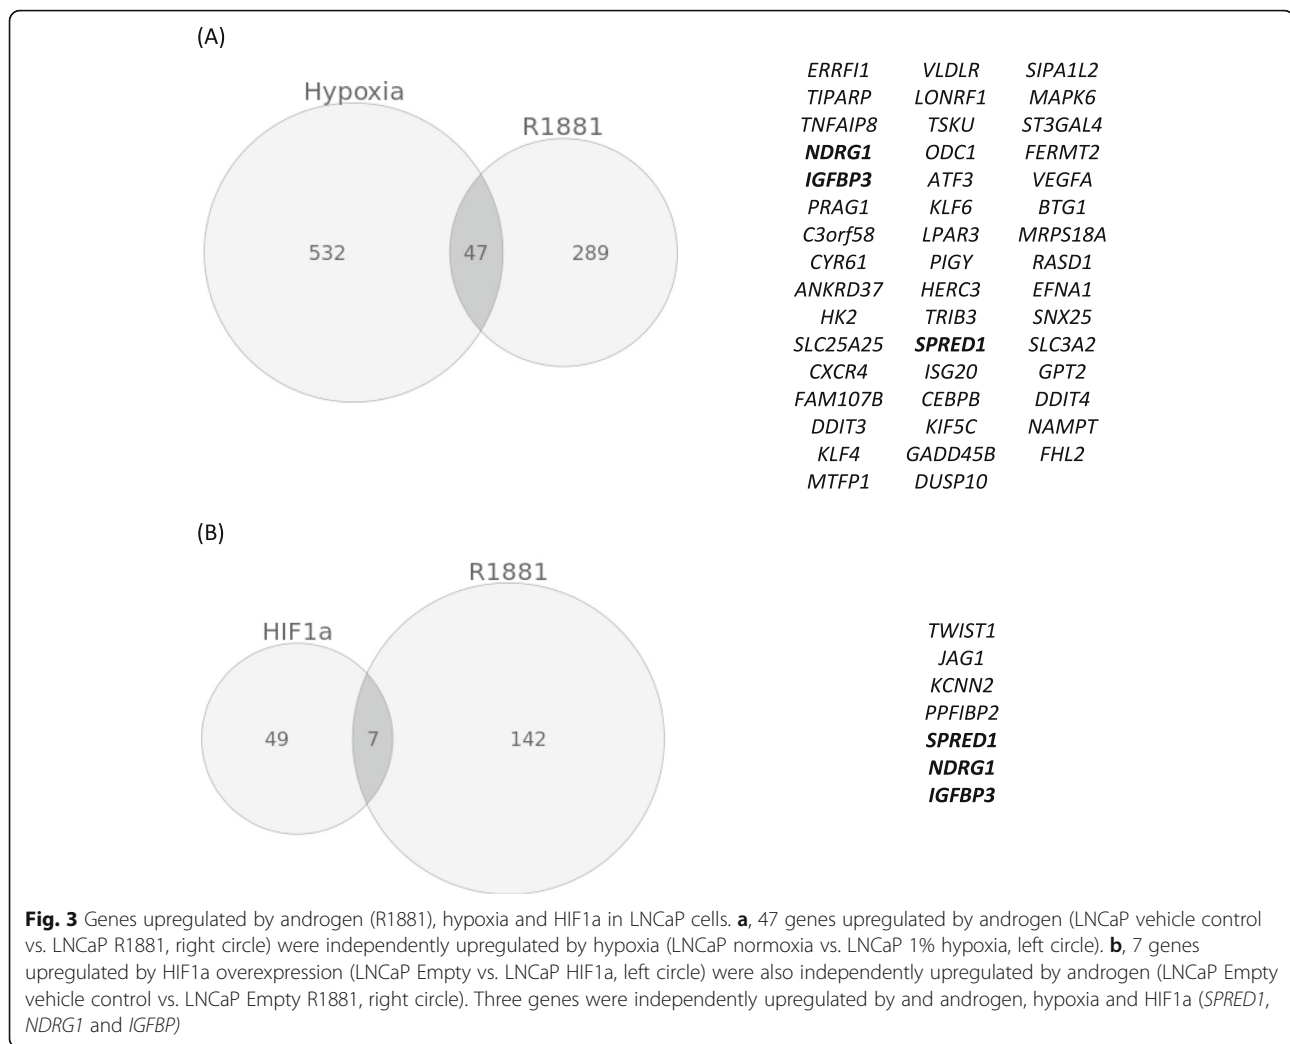 (A)
Hypoxia
R1881
532
47
289
ERRFI1 VLDLR SIPA1L2
TIPARP LONRF1 MAPK6
TNFAIP8 TSKU ST3GAL4
NDRG1 ODC1 FERMT2
IGFBP3 ATF3 VEGFA
PRAG1 KLF6 BTG1
C3orf58 LPAR3 MRPS18A
CYR61 PIGY RASD1
ANKRD37 HERC3 EFNA1
HK2 TRIB3 SNX25
SLC25A25 SPRED1 SLC3A2
CXCR4 ISG20 GPT2
FAM107B CEBPB DDIT4
DDIT3 KIF5C NAMPT
KLF4 GADD45B FHL2
MTFP1 DUSP10
(B)
R1881
HIF1a
49
7
142
TWIST1
JAG1
KCNN2
PPFIBP2
SPRED1
NDRG1
IGFBP3
Fig. 3 Genes upregulated by androgen (R1881), hypoxia and HIF1a in LNCaP cells. a, 47 genes upregulated by androgen (LNCaP vehicle control
vs. LNCaP R1881, right circle) were independently upregulated by hypoxia (LNCaP normoxia vs. LNCaP 1% hypoxia, left circle). b, 7 genes
upregulated by HIF1a overexpression (LNCaP Empty vs. LNCaP HIF1a, left circle) were also independently upregulated by androgen (LNCaP Empty
vehicle control vs. LNCaP Empty R1881, right circle). Three genes were independently upregulated by and androgen, hypoxia and HIF1a (SPRED1,
NDRG1 and IGFBP)